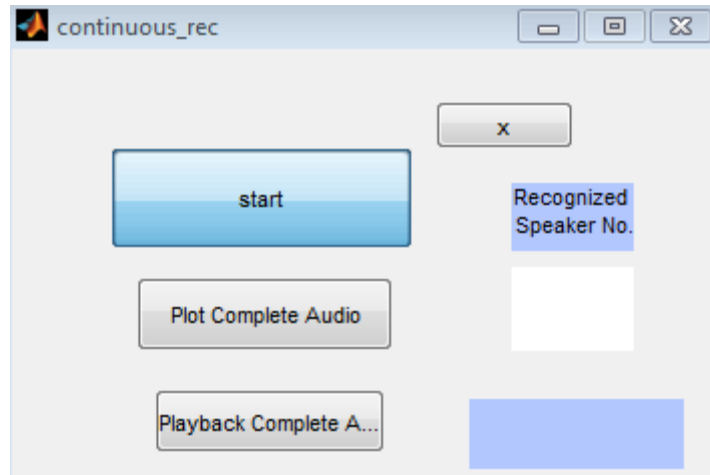 continuous_rec
x
start
Recognized
Speaker No.
Plot Complete Audio
Playback Complete A...